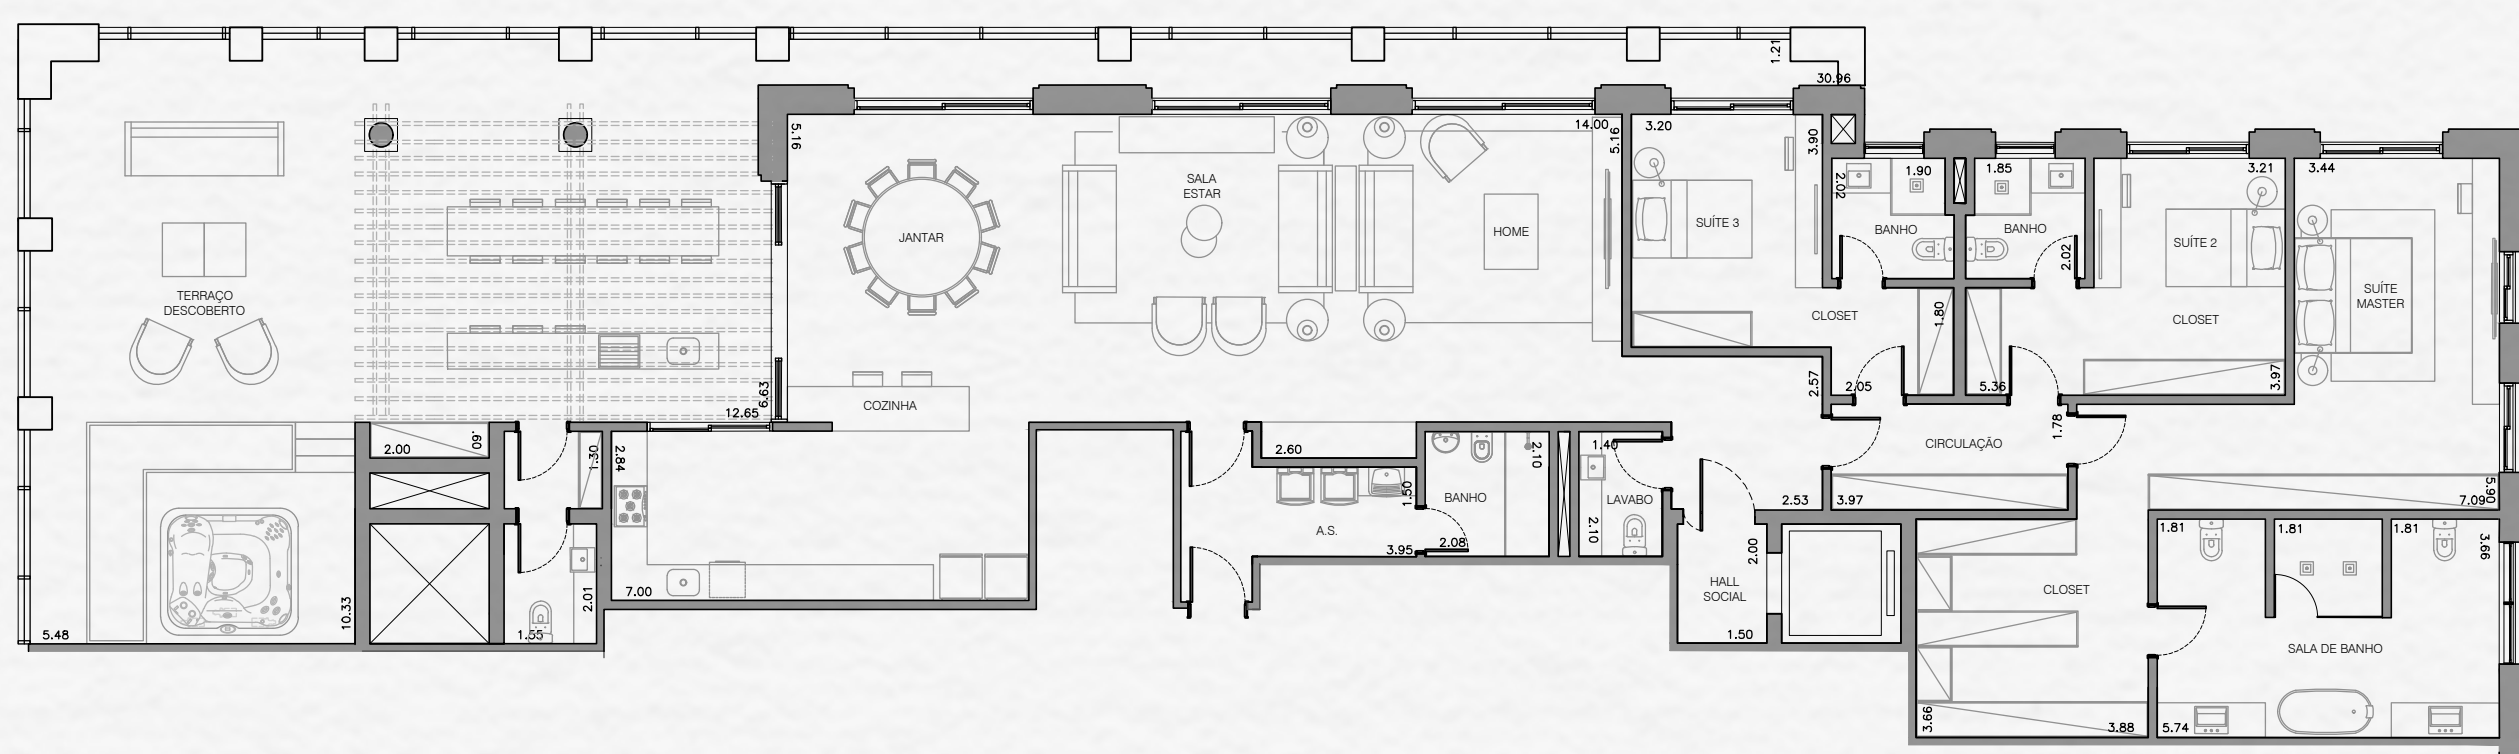 1.21
30.96
5.16
14.00
5.16
3.20
3.90
2.02
1.90
1.85
3.21
3.44
SALA
ESTAR
JANTAR
HOME
SUÍTE 3
BANHO
BANHO
2.02
SUÍTE 2
SUÍTE
MASTER
TERRAÇO
DESCOBERTO
CLOSET
1.80
CLOSET
6.63
12.65
COZINHA
2.57
2.05
5.36
3.97
2.00
.60
1.30
2.84
2.60
2.10
1.40
1.78
CIRCULAÇÃO
1.50
BANHO
LAVABO
2.53
3.97
5.90
7.09
A.S.
3.95
2.08
2.10
2.00
1.81
1.81
1.81
3.66
10.33
5.48
1.55
2.01
7.00
HALL
SOCIAL
1.50
CLOSET
SALA DE BANHO
3.66
3.88
5.74